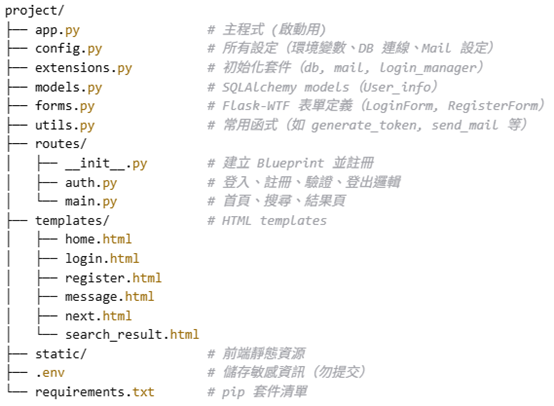 project/
├── app.py                # 主程式 (啟動用)
├── config.py             # 所有設定（環境變數、DB 連線、Mail 設定）
├── extensions.py         # 初始化套件（db, mail, login_manager）
├── models.py             # SQLAlchemy models（User_info）
├── forms.py              # Flask-WTF 表單定義（LoginForm, RegisterForm）
├── utils.py              # 常用函式（如 generate_token, send_mail 等）
├── routes/
│   ├── __init__.py       # 建立 Blueprint 並註冊
│   ├── auth.py           # 登入、註冊、驗證、登出邏輯
│   └── main.py           # 首頁、搜尋、結果頁
├── templates/            # HTML templates
│   ├── home.html
│   ├── login.html
│   ├── register.html
│   ├── message.html
│   ├── next.html
│   └── search_result.html
├── static/               # 前端靜態資源
├── .env                  # 儲存敏感資訊（勿提交）
└── requirements.txt      # pip 套件清單